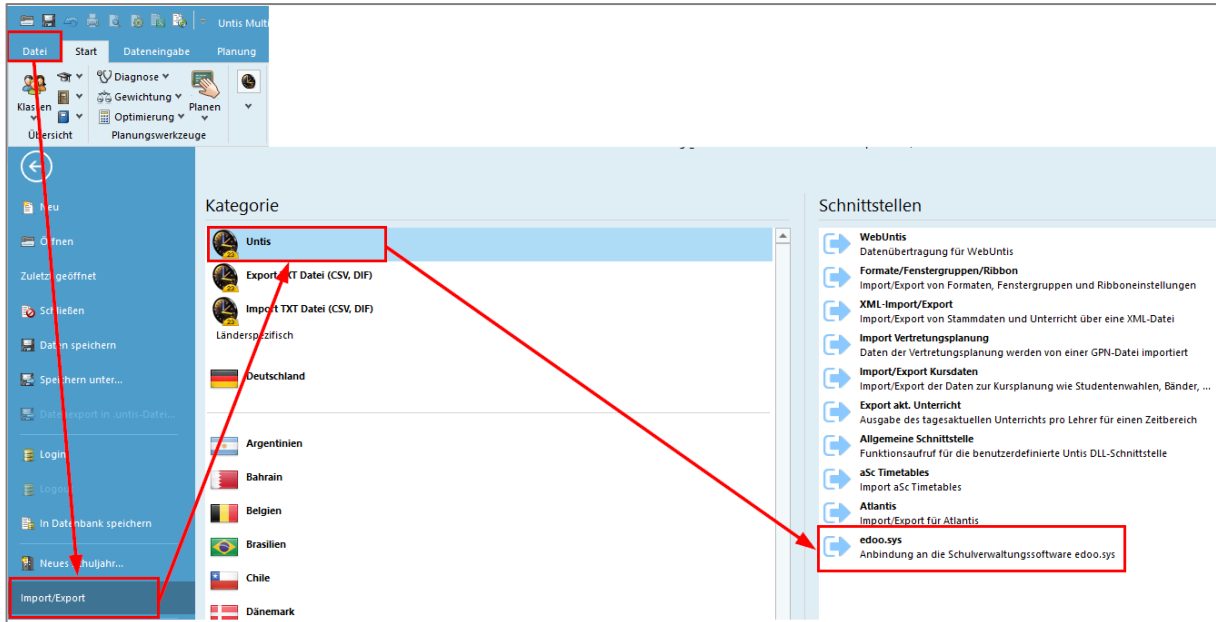 Untis Mult
Datei Start Dateneingabe Planung
Diagnose
Gewichtung
Klassen Planen
Optimierung
Übersicht Planungswerkzeuge
Neu
Öffnen
Zuletzt geöffnet
Schließen
Daten speichern
Speichern unter...
Datenexport in .untis-Datei...
Login
Logout
In Datenbank speichern
Neues Schuljahr...
Import/Export
Kategorie
Untis
Export TXT Datei (CSV, DIF)
Import TXT Datei (CSV, DIF)
Länderspezifisch
Deutschland
Argentinien
Bahrain
Belgien
Brasilien
Chile
Dänemark
Schnittstellen
WebUntis
Datenübertragung für WebUntis
Formate/Fenstergruppen/Ribbon
Import/Export von Formaten, Fenstergruppen und Ribboneinstellungen
XML-Import/Export
Import/Export von Stammdaten und Unterricht über eine XML-Datei
Import Vertretungsplanung
Daten der Vertretungsplanung werden von einer GPN-Datei importiert
Import/Export Kursdaten
Import/Export der Daten zur Kursplanung wie Studentenwahlen, Bänder, ...
Export akt. Unterricht
Ausgabe des tagesaktuellen Unterrichts pro Lehrer für einen Zeitbereich
Allgemeine Schnittstelle
Funktionsaufruf für die benutzerdefinierte Untis DLL-Schnittstelle
aSc Timetables
Import aSc Timetables
Atlantis
Import/Export für Atlantis
edoo.sys
Anbindung an die Schulverwaltungssoftware edoo.sys